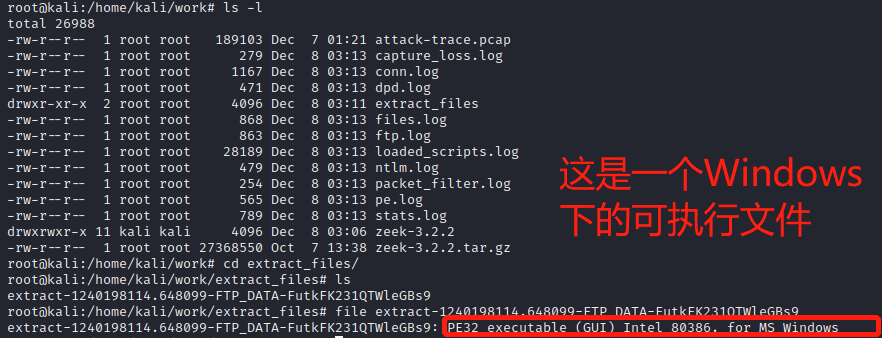 root@kali:/home/kali/work# ls -l
total 26988
-rw-r--r--  1 root root   189103 Dec  7 01:21 attack-trace.pcap
-rw-r--r--  1 root root      279 Dec  8 03:13 capture_loss.log
-rw-r--r--  1 root root     1167 Dec  8 03:13 conn.log
-rw-r--r--  1 root root      471 Dec  8 03:13 dpd.log
drwxr-xr-x  2 root root     4096 Dec  8 03:11 extract_files
-rw-r--r--  1 root root      868 Dec  8 03:13 files.log
-rw-r--r--  1 root root      863 Dec  8 03:13 ftp.log
-rw-r--r--  1 root root    28189 Dec  8 03:13 loaded_scripts.log
-rw-r--r--  1 root root      479 Dec  8 03:13 ntlm.log
-rw-r--r--  1 root root      254 Dec  8 03:13 packet_filter.log
-rw-r--r--  1 root root      565 Dec  8 03:13 pe.log
-rw-r--r--  1 root root      789 Dec  8 03:13 stats.log
drwxrwxr-x 11 kali kali     4096 Dec  8 03:06 zeek-3.2.2
-rw-r--r--  1 root root 27368550 Oct  7 13:38 zeek-3.2.2.tar.gz
root@kali:/home/kali/work# cd extract_files/
root@kali:/home/kali/work/extract_files# ls
extract-1240198114.648099-FTP_DATA-FutkFK231QTWleGBs9
root@kali:/home/kali/work/extract_files# file extract-1240198114.648099-FTP_DATA-FutkFK231QTWleGBs9
extract-1240198114.648099-FTP_DATA-FutkFK231QTWleGBs9: PE32 executable (GUI) Intel 80386, for MS Windows
这是一个Windows
下的可执行文件